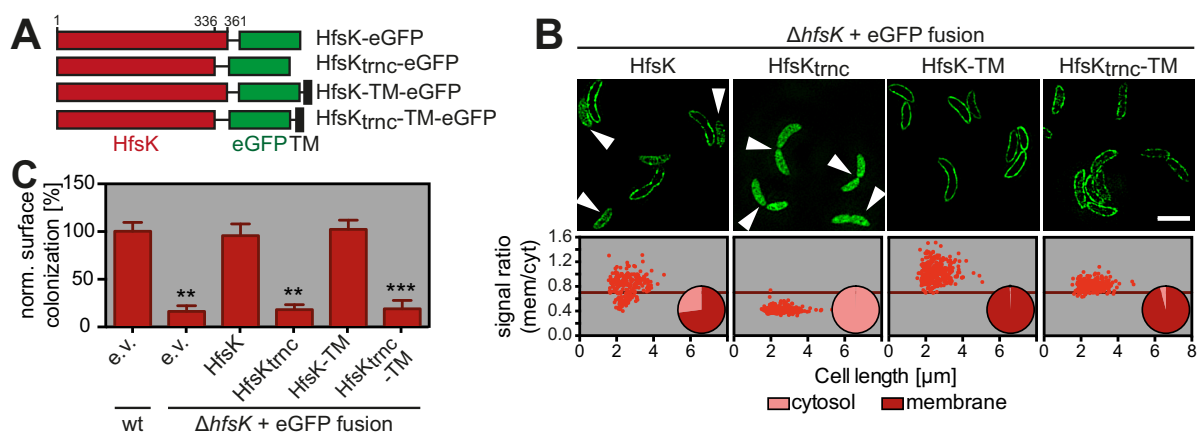 A
1 336 361
HfsK-eGFP
HfsKtrnc-eGFP
HfsK-TM-eGFP
HfsKtrnc-TM-eGFP
HfsK eGFP TM
B
ΔhfsK + eGFP fusion
HfsK HfsKtrnc HfsK-TM HfsKtrnc-TM
signal ratio
(mem/cyt)
1.6
1.2
0.8
0.4
0.0
0 2 4 6 8 0 2 4 6 8 0 2 4 6 8 0 2 4 6 8
Cell length [µm]
cytosol membrane
C
norm. surface
colonization [%]
150
100
50
0
** ** ***
e.v. e.v. HfsK HfsKtrnc HfsK-TM HfsKtrnc
-TM
wt ΔhfsK + eGFP fusion